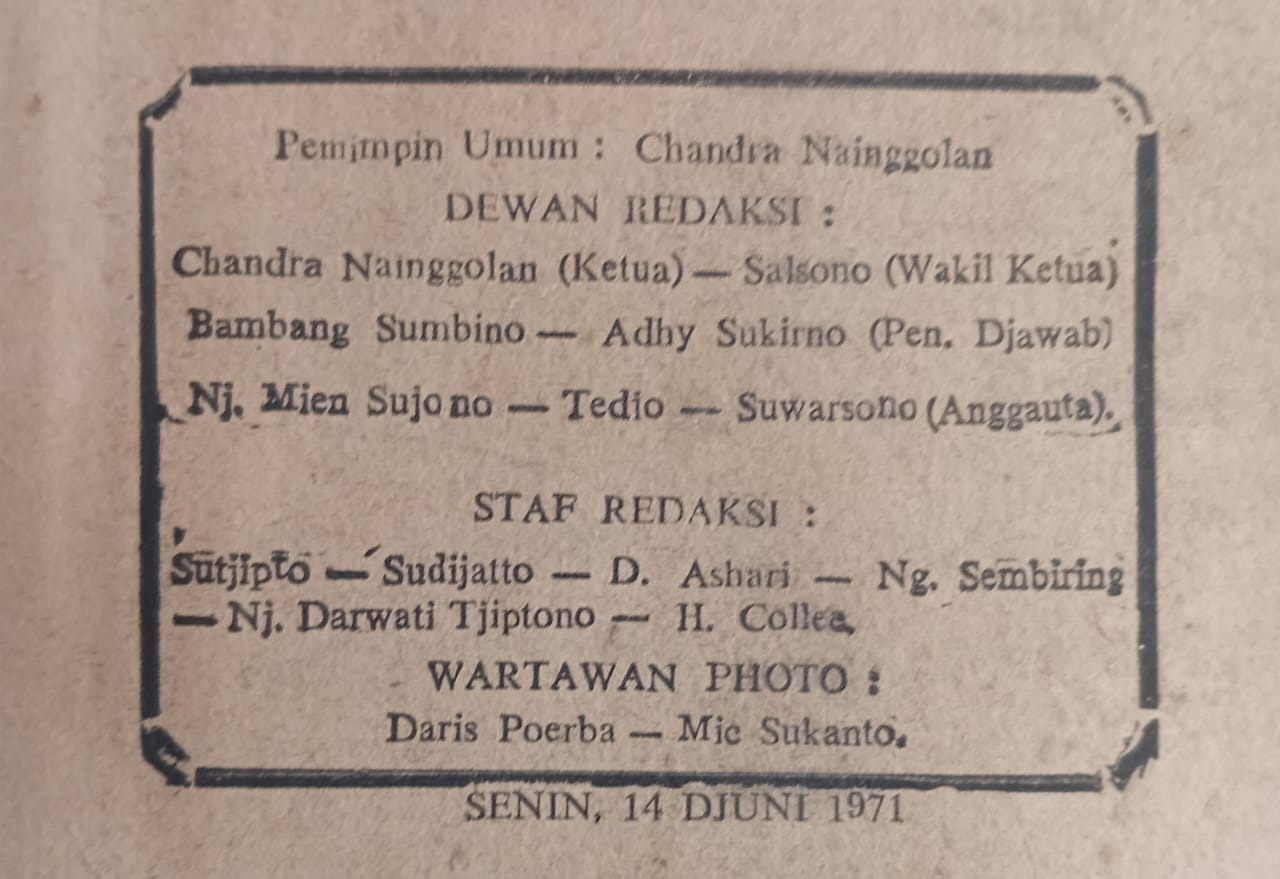 Pemimpin Umum : Chandra Nainggolan
DEWAN REDAKSI :
Chandra Nainggolan (Ketua) — Salsono (Wakil Ketua)
Bambang Sumbino — Adhy Sukirno (Pen. Djawab)
Nj. Mien Sujono — Tedio — Suwarsono (Anggauta).
STAF REDAKSI :
Sutjipto — Sudijatto — D. Ashari — Ng. Sembiring
— Nj. Darwati Tjiptono — H. Collea.
WARTAWAN PHOTO :
Daris Poerba — Mic Sukanto.
SENIN, 14 DJUNI 1971